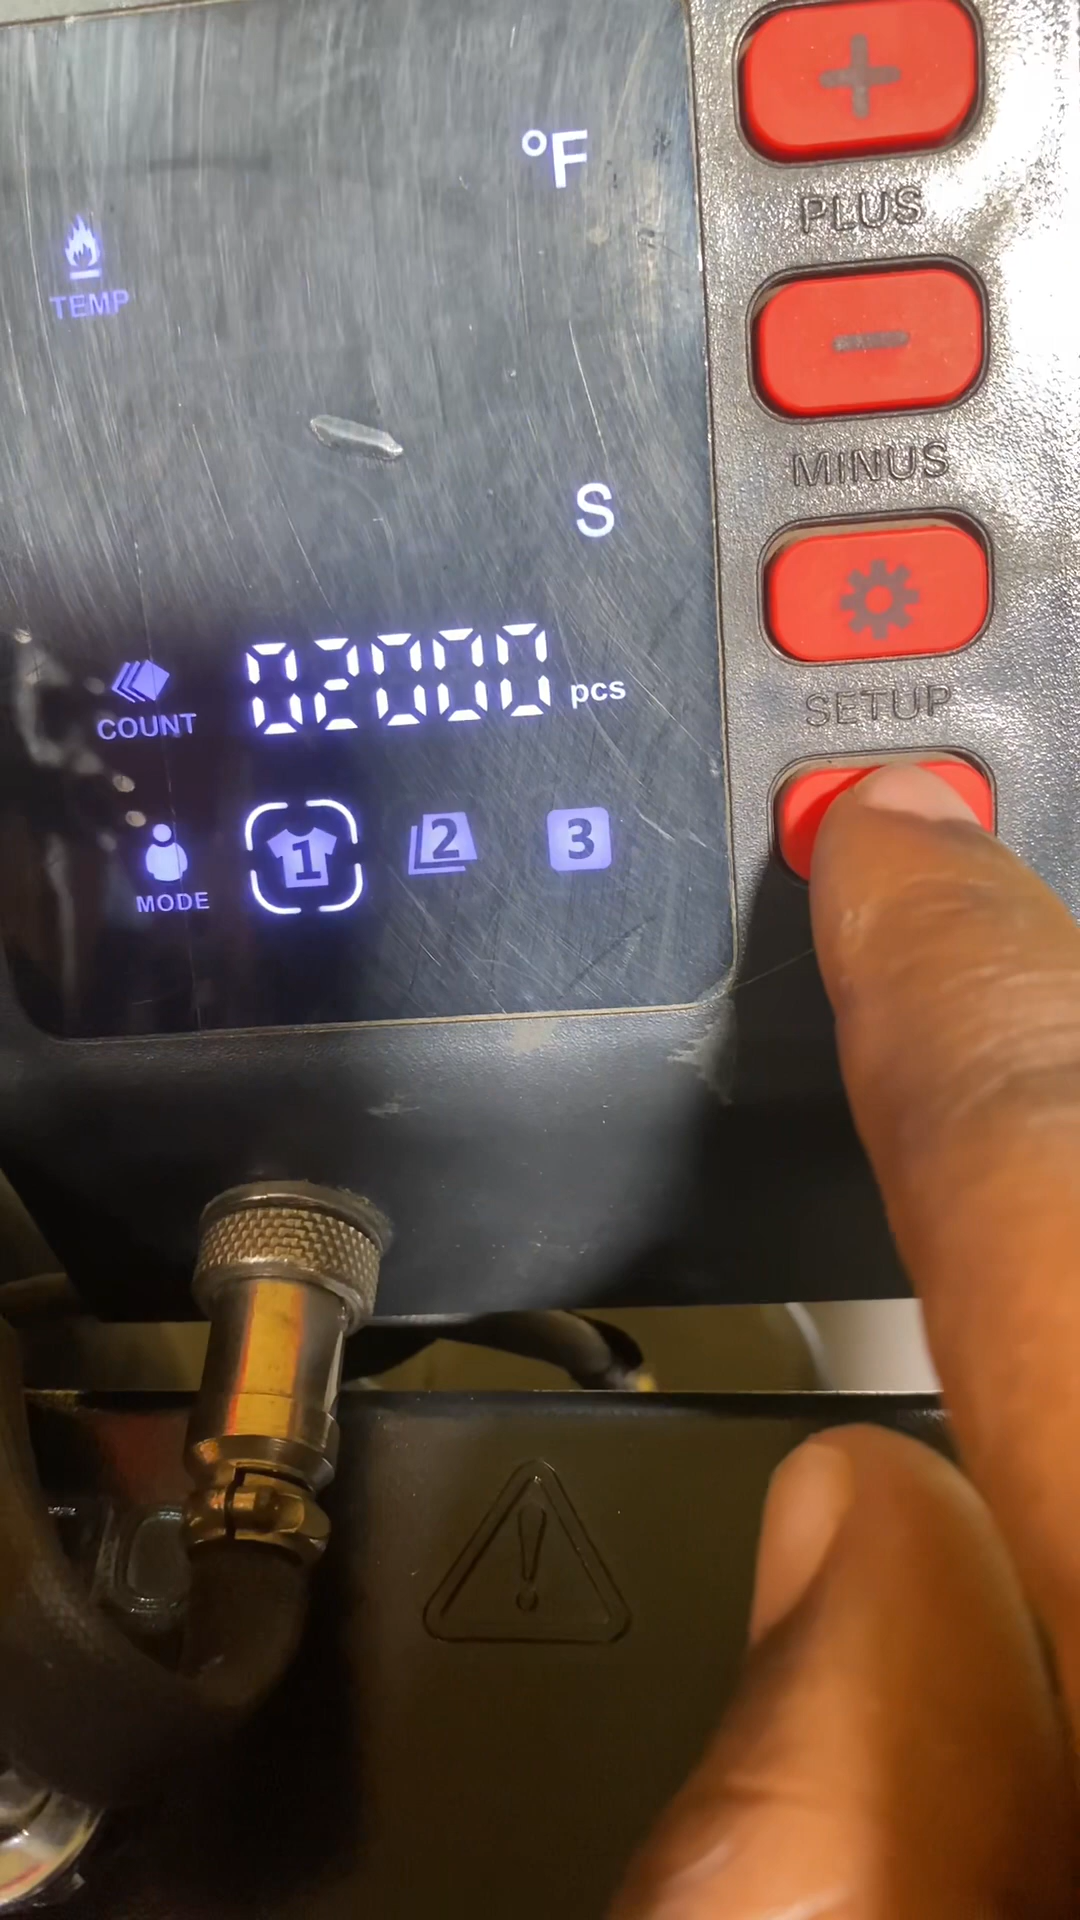 °F
PLUS
TEMP
MINUS
S
SETUP
COUNT 02000 pcs
MODE 1 2 3